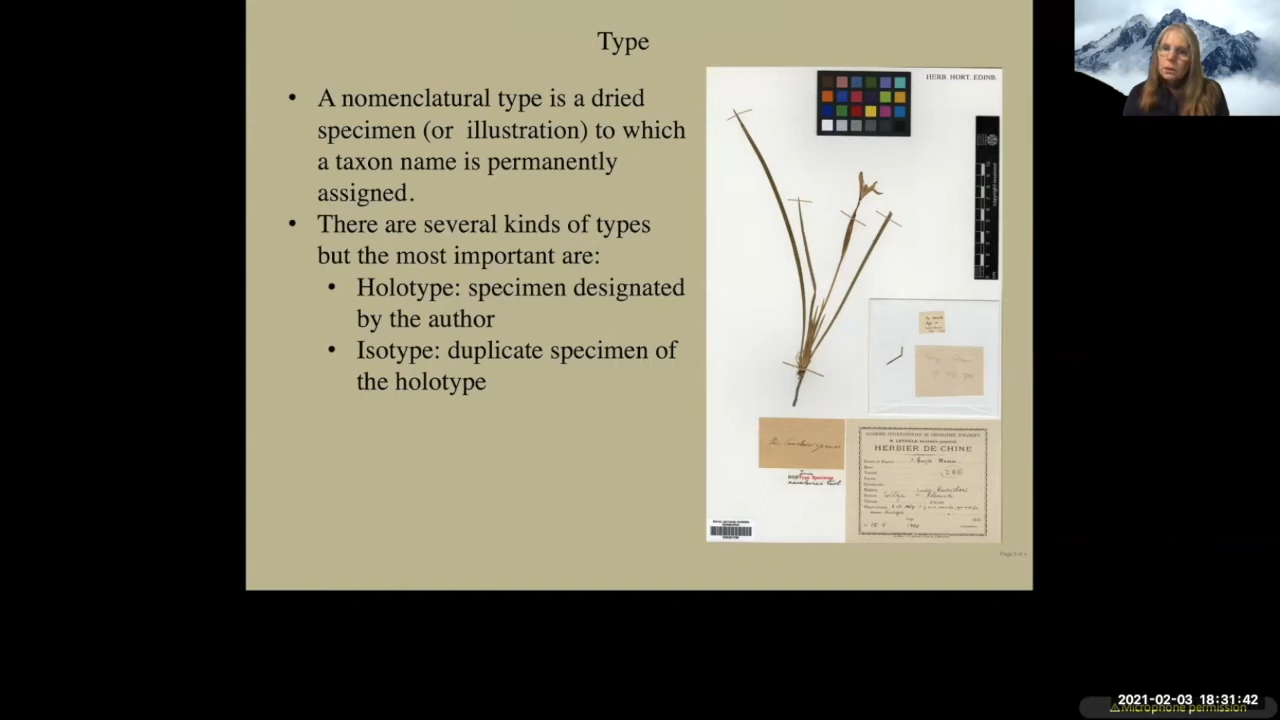 Type
• A nomenclatural type is a dried
specimen (or illustration) to which
a taxon name is permanently
assigned.
• There are several kinds of types
but the most important are:
• Holotype: specimen designated
by the author
• Isotype: duplicate specimen of
the holotype
HERB. HORT. EDINB.
HERBIER DE CHINE
Type Specimen
2021-02-03 18:31:42
Microphone permission